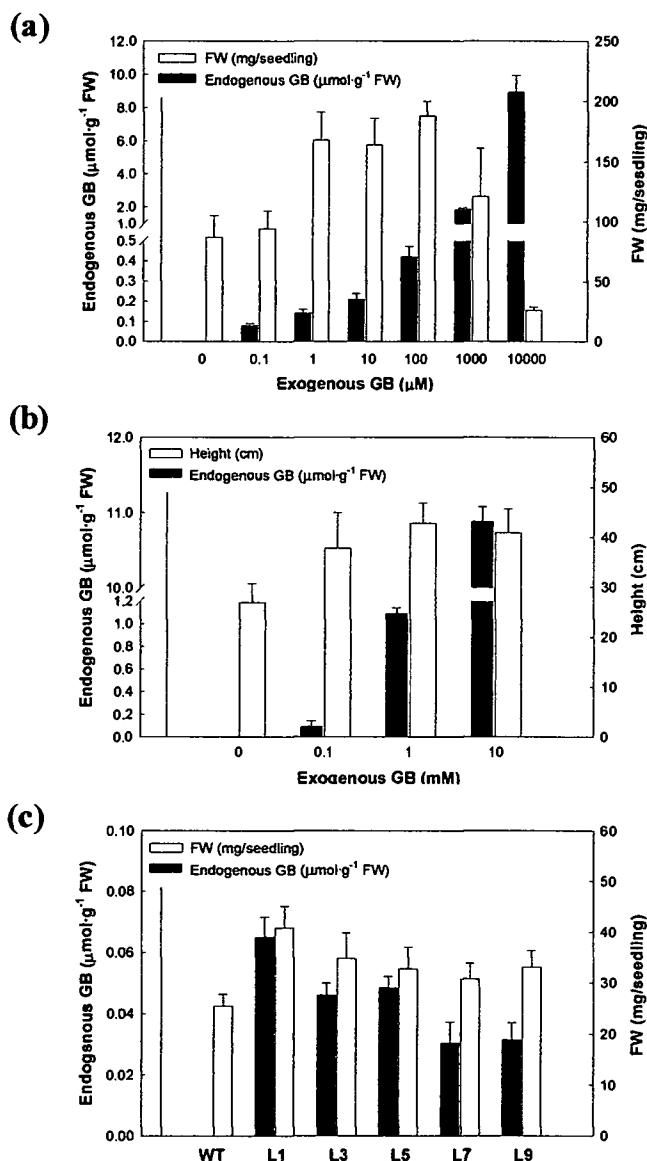 (a)
12.0
10.0
8.0
6.0
4.0
2.0
1.0
0.5
0.4
0.3
0.2
0.1
0.0
Endogenous GB (µmol·g⁻¹ FW)
FW (mg/seedling)
Endogenous GB (µmol·g⁻¹ FW)
250
200
150
100
50
0
FW (mg/seedling)
0 0.1 1 10 100 1000 10000
Exogenous GB (µM)
(b)
12.0
11.0
10.0
1.2
1.0
0.8
0.6
0.4
0.2
0.0
Endogenous GB (µmol·g⁻¹ FW)
Height (cm)
Endogenous GB (µmol·g⁻¹ FW)
60
50
40
30
20
10
0
Height (cm)
0 0.1 1 10
Exogenous GB (mM)
(c)
0.10
0.08
0.06
0.04
0.02
0.00
Endogsnous GB (µmol·g⁻¹ FW)
FW (mg/seedling)
Endogenous GB (µmol·g⁻¹ FW)
60
50
40
30
20
10
0
FW (mg/seedling)
WT L1 L3 L5 L7 L9